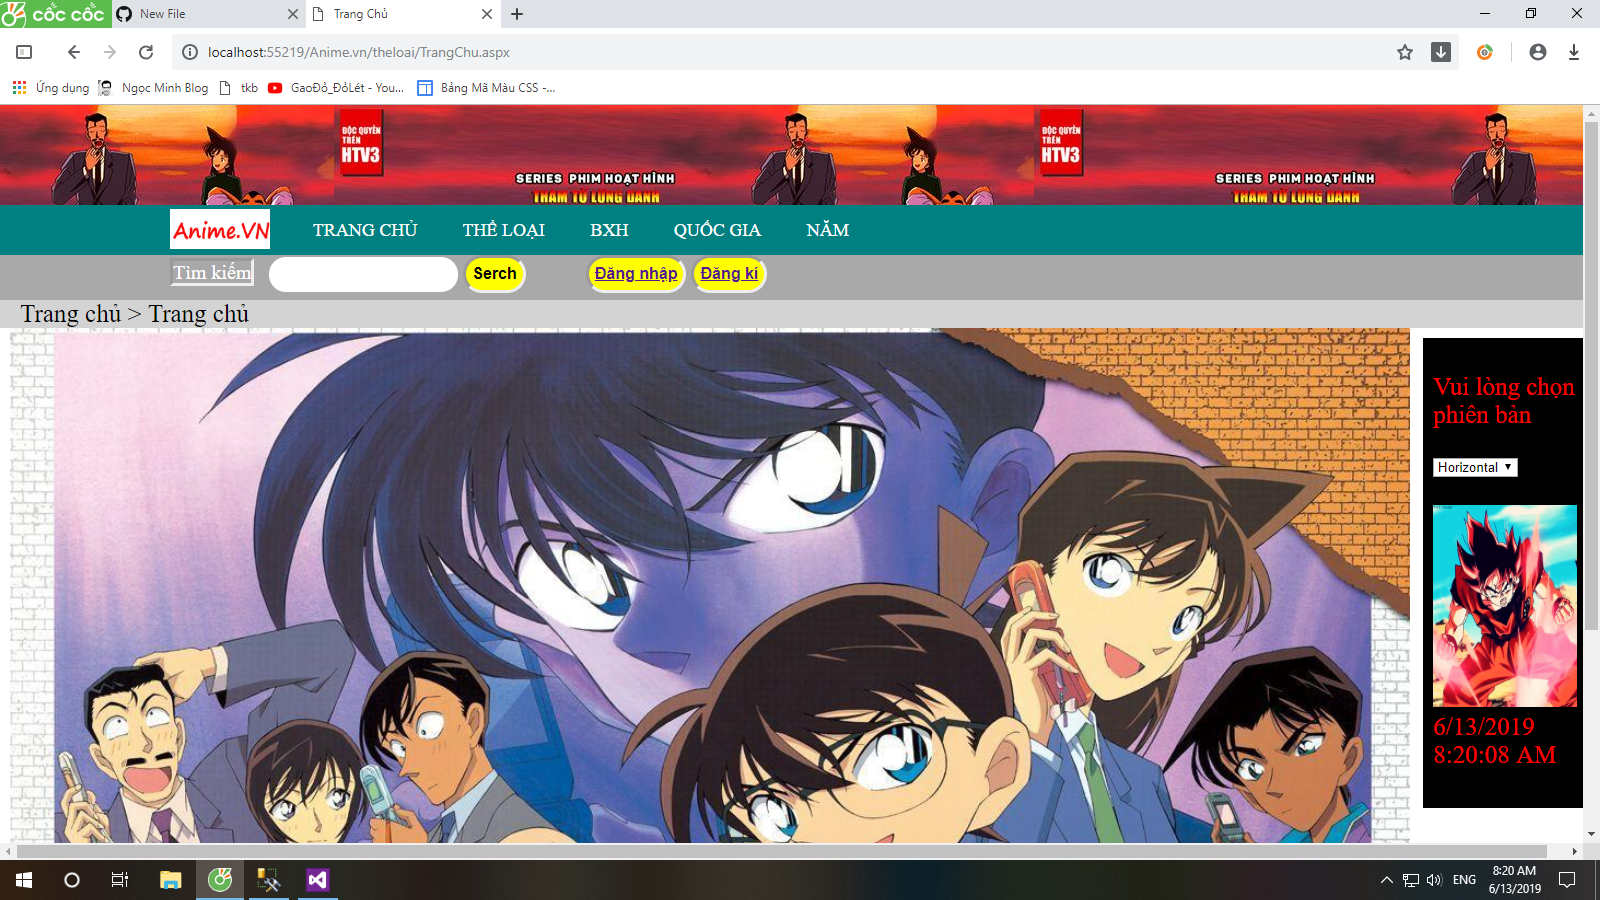 cốc cốc
New File
Trang Chủ
localhost:55219/Anime.vn/theloai/TrangChu.aspx
Ứng dụng
Ngọc Minh Blog
tkb
GaoĐỏ_ĐỏLét - You...
Bảng Mã Màu CSS -...
ĐỘC QUYỀN
TRÊN
HTV3
SERIES PHIM HOẠT HÌNH
THÁM TỬ LỪNG DANH
ĐỘC QUYỀN
TRÊN
HTV3
SERIES PHIM HOẠT HÌNH
THÁM TỬ LỪNG DANH
Anime.VN
TRANG CHỦ
THỂ LOẠI
BXH
QUỐC GIA
NĂM
Tìm kiếm
Serch
Đăng nhập
Đăng kí
Trang chủ > Trang chủ
Vui lòng chọn
phiên bản
Horizontal
6/13/2019
8:20:08 AM
ENG
8:20 AM
6/13/2019